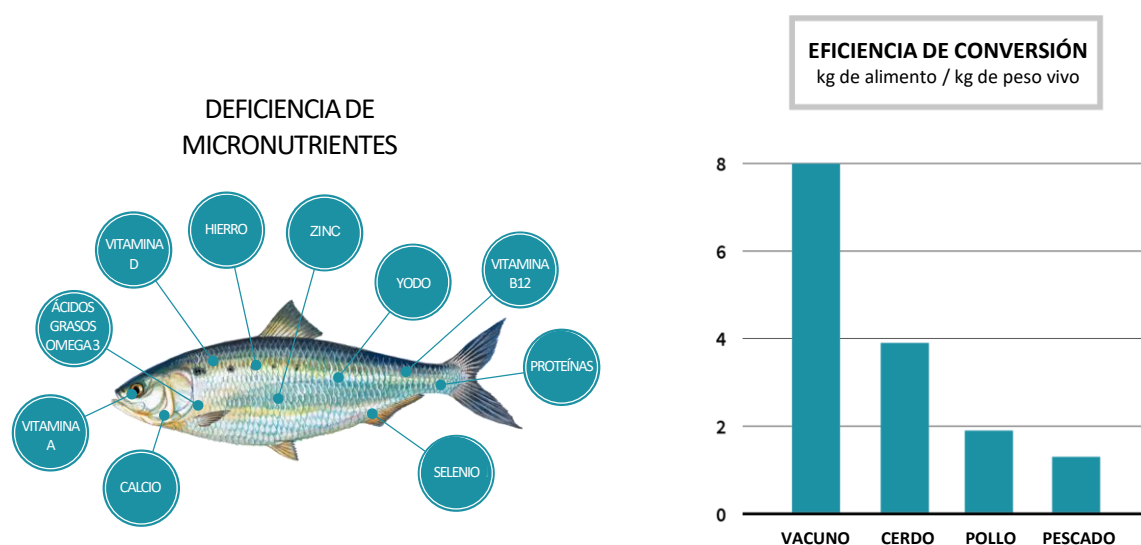 DEFICIENCIA DE
MICRONUTRIENTES
VITAMINA
D
HIERRO
ZINC
YODO
VITAMINA
B12
ÁCIDOS
GRASOS
OMEGA 3
PROTEÍNAS
VITAMINA
A
CALCIO
SELENIO
EFICIENCIA DE CONVERSIÓN
kg de alimento / kg de peso vivo
8
6
4
2
0
VACUNO CERDO POLLO PESCADO